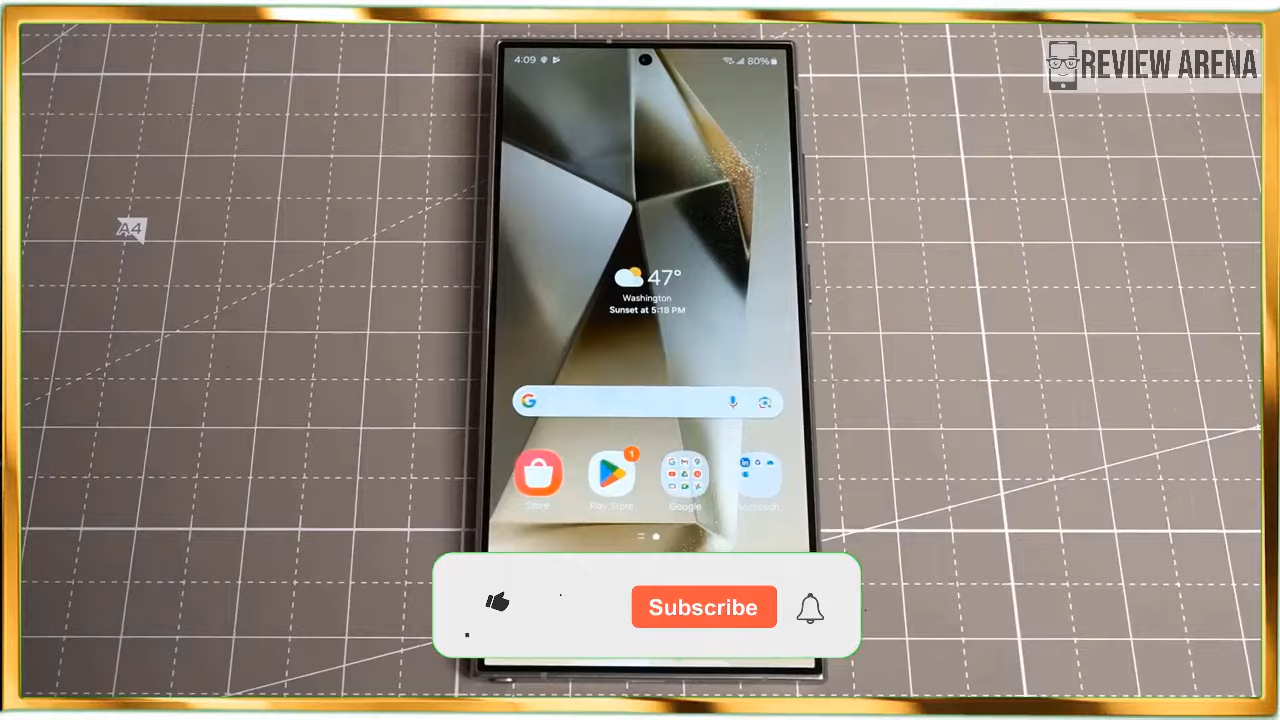 4:09
80%
REVIEW ARENA
A4
47°
Washington
Sunset at 5:18 PM
G
1
Store
Play Store
Google
Microsoft
Subscribe